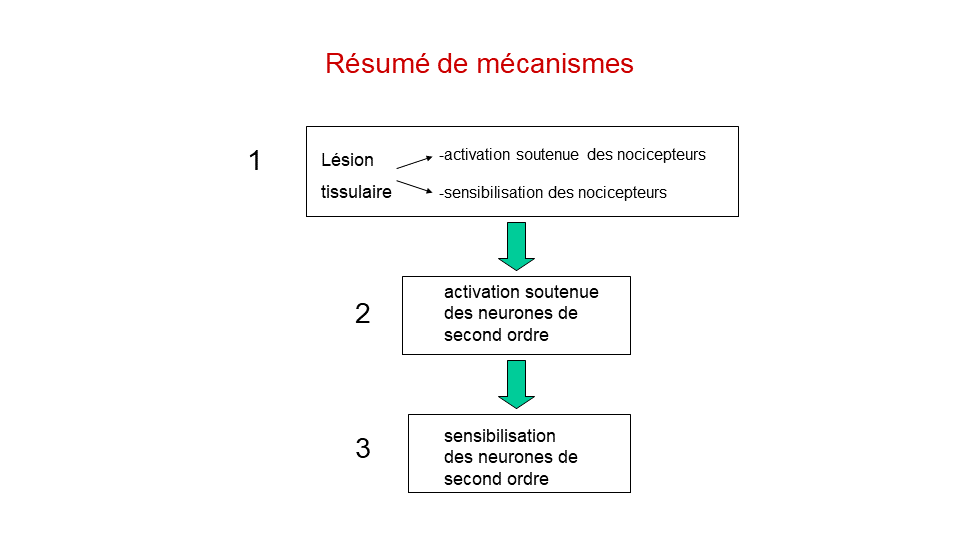 Résumé de mécanismes
1
Lésion
tissulaire
-activation soutenue des nocicepteurs
-sensibilisation des nocicepteurs
2
activation soutenue
des neurones de
second ordre
3
sensibilisation
des neurones de
second ordre